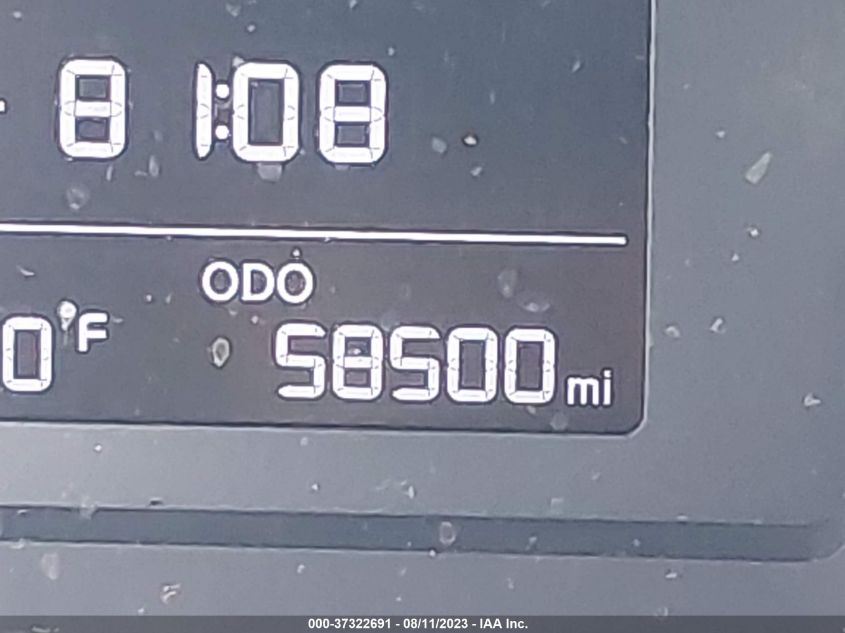 8 1:08
ODO
0°F 58500 mi
000-37322691 - 08/11/2023 - IAA Inc.